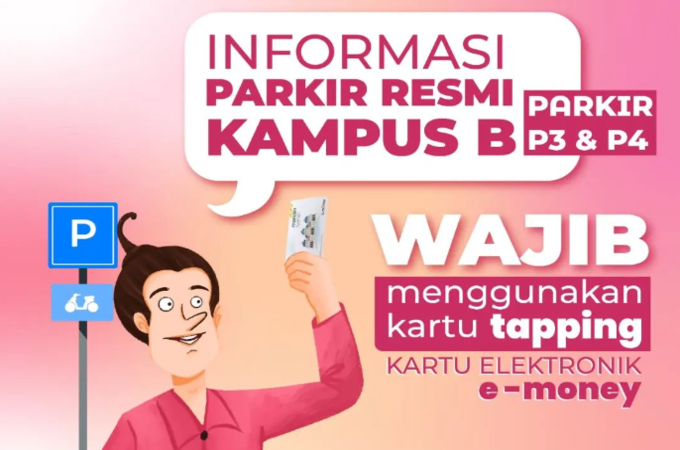 INFORMASI
PARKIR RESMI
KAMPUS B
PARKIR
P3 & P4
P
WAJIB
menggunakan
kartu tapping
KARTU ELEKTRONIK
e-money